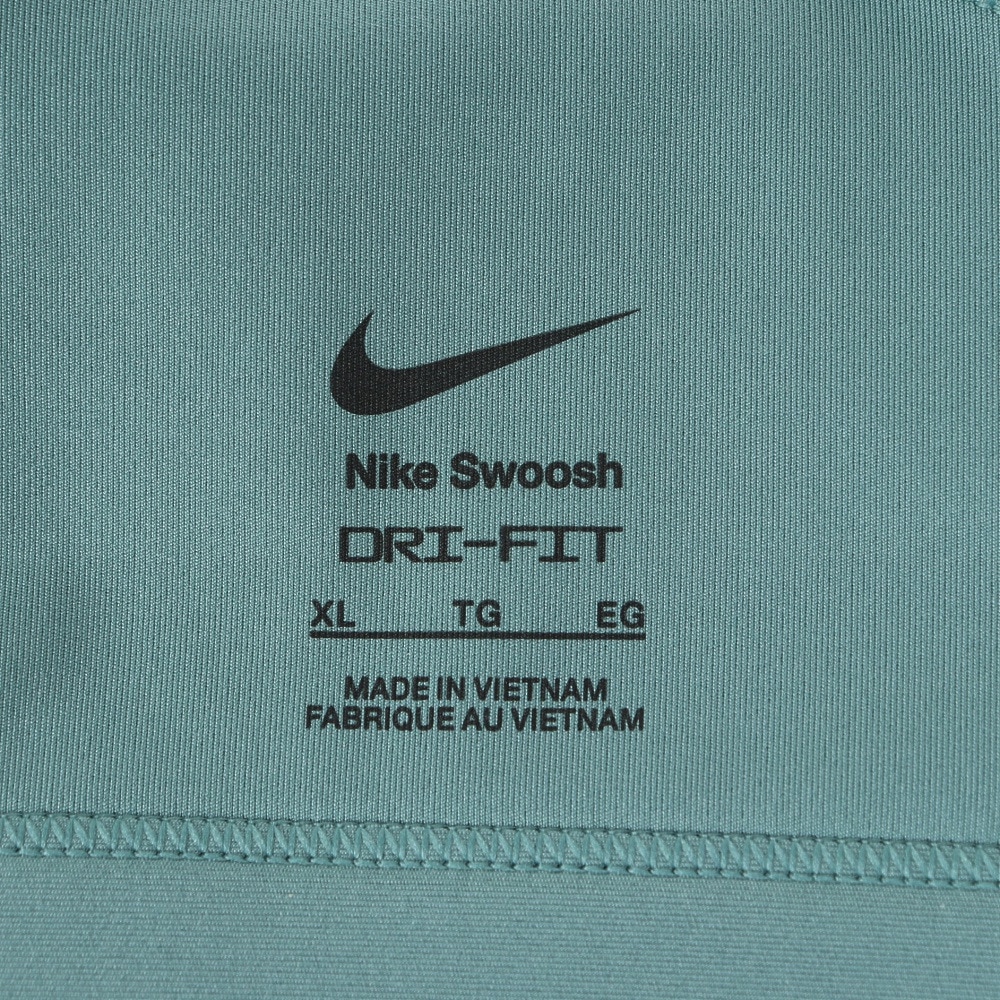 Nike Swoosh
DRI-FIT
XL TG EG
MADE IN VIETNAM
FABRIQUE AU VIETNAM